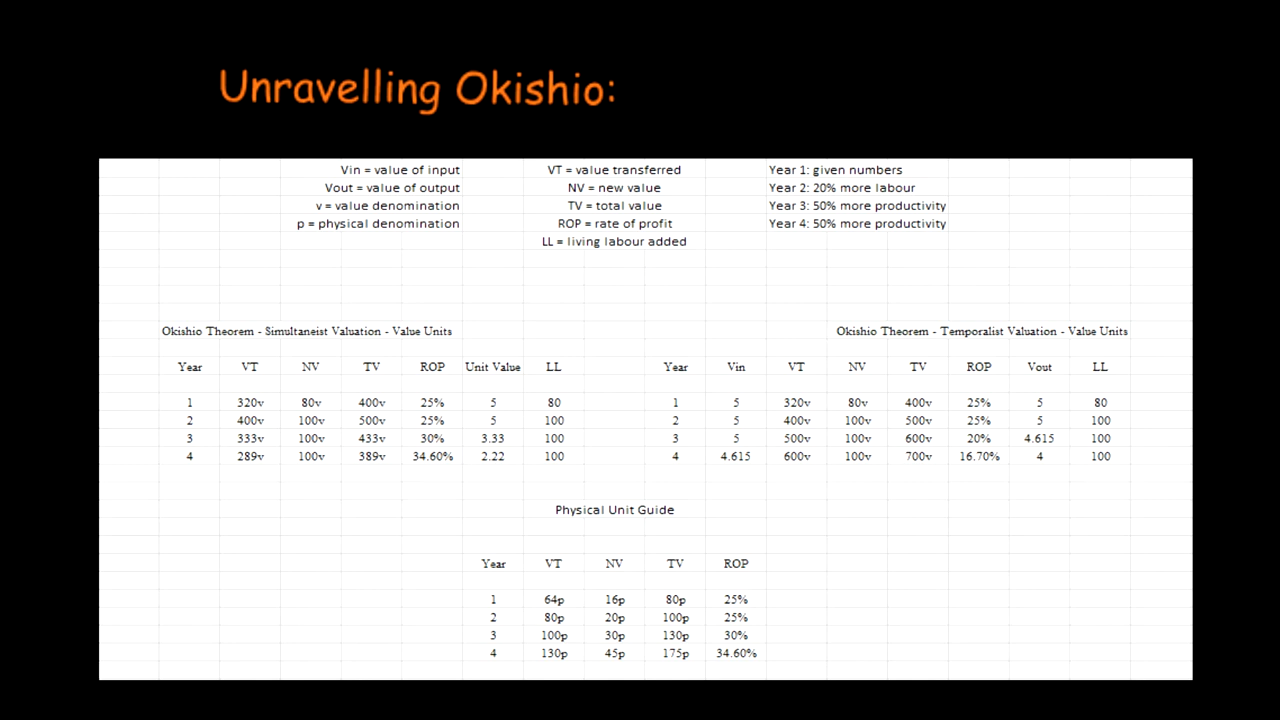 Unravelling Okishio:
Vin = value of input VT = value transferred Year 1: given numbers
Vout = value of output NV = new value Year 2: 20% more labour
v = value denomination TV = total value Year 3: 50% more productivity
p = physical denomination ROP = rate of profit Year 4: 50% more productivity
LL = living labour added
Okishio Theorem - Simultaneist Valuation - Value Units Okishio Theorem - Temporalist Valuation - Value Units
Year VT NV TV ROP Unit Value LL Year Vin VT NV TV ROP Vout LL
1 320v 80v 400v 25% 5 80 1 5 320v 80v 400v 25% 5 80
2 400v 100v 500v 25% 5 100 2 5 400v 100v 500v 25% 5 100
3 333v 100v 433v 30% 3.33 100 3 5 500v 100v 600v 20% 4.615 100
4 289v 100v 389v 34.60% 2.22 100 4 4.615 600v 100v 700v 16.70% 4 100
Physical Unit Guide
Year VT NV TV ROP
1 64p 16p 80p 25%
2 80p 20p 100p 25%
3 100p 30p 130p 30%
4 130p 45p 175p 34.60%